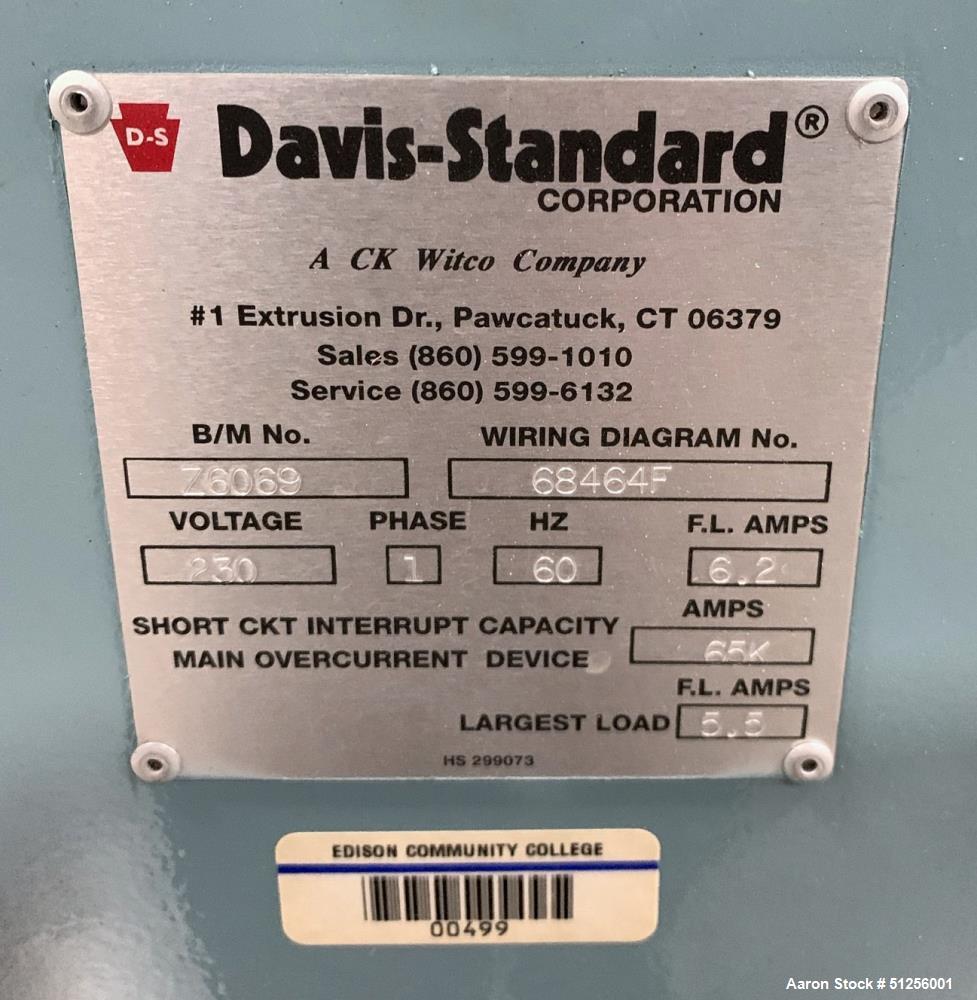 D-S Davis-Standard®
CORPORATION
A CK Witco Company
#1 Extrusion Dr., Pawcatuck, CT 06379
Sales (860) 599-1010
Service (860) 599-6132
B/M No. WIRING DIAGRAM No.
Z6069 68464F
VOLTAGE PHASE HZ F.L. AMPS
230 1 60 6.2
AMPS
SHORT CKT INTERRUPT CAPACITY
MAIN OVERCURRENT DEVICE 65K
F.L. AMPS
LARGEST LOAD 5.5
HS 299073
EDISON COMMUNITY COLLEGE
00499
Aaron Stock # 51256001